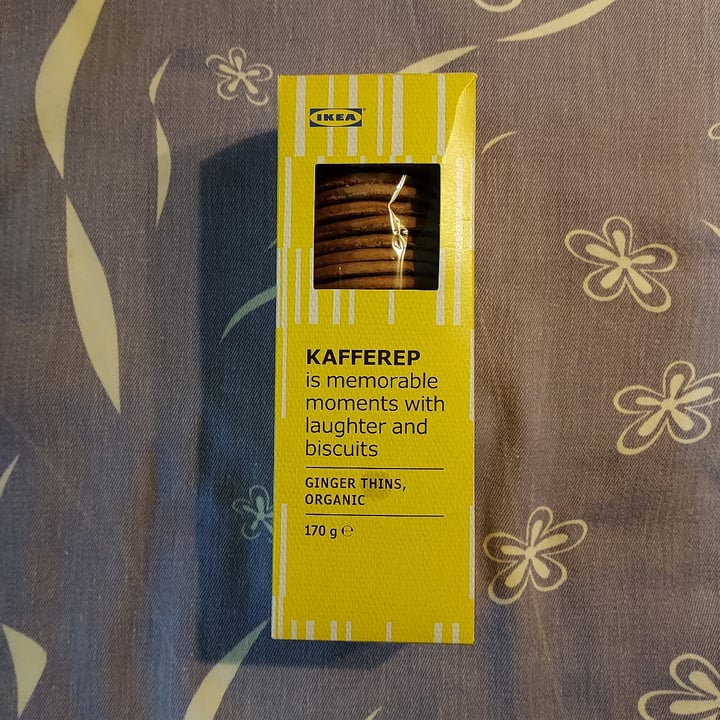 IKEA
KAFFEREP
is memorable
moments with
laughter and
biscuits
GINGER THINS,
ORGANIC
170 g ℮